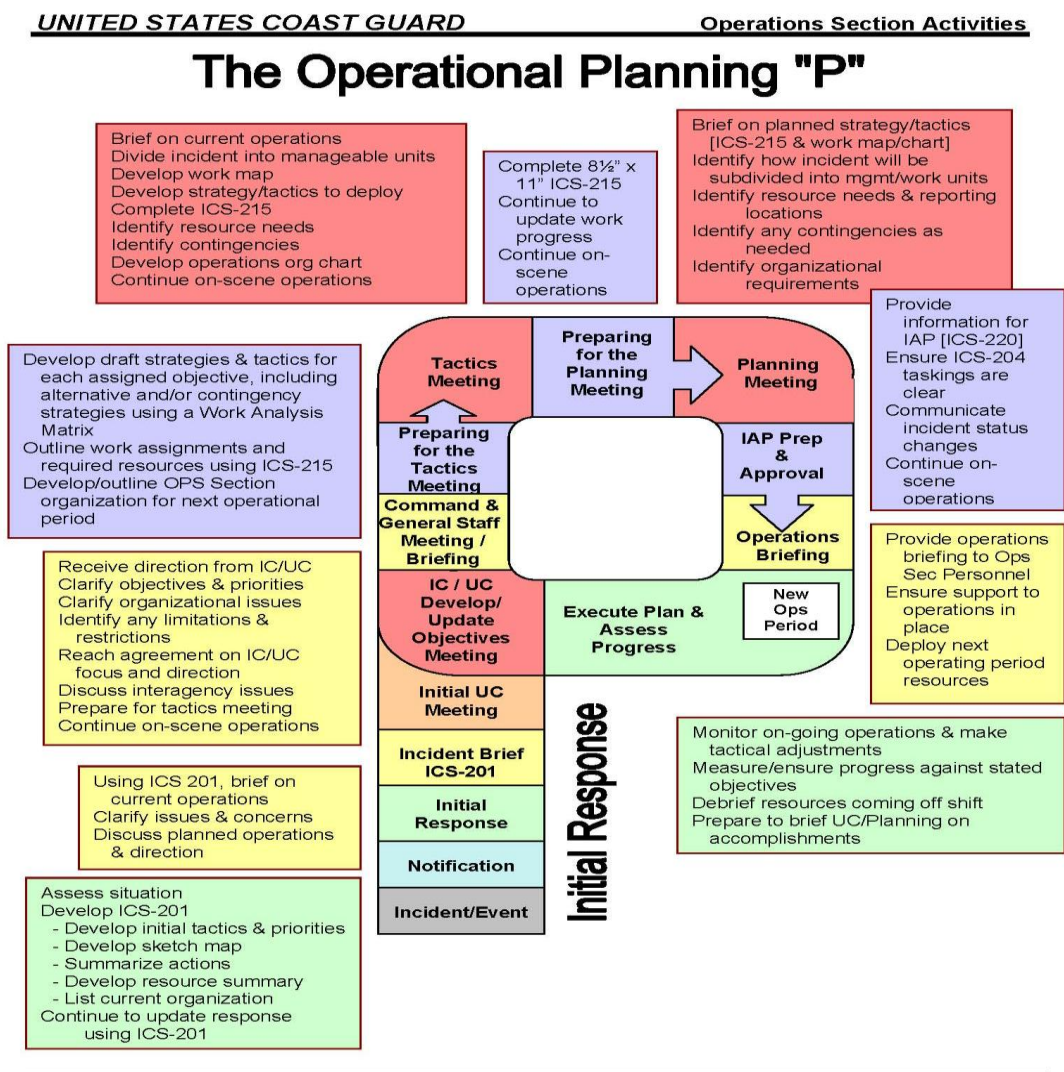 UNITED STATES COAST GUARD
Operations Section Activities
The Operational Planning "P"
Brief on current operations
Divide incident into manageable units
Develop work map
Develop strategy/tactics to deploy
Complete ICS-215
Identify resource needs
Identify contingencies
Develop operations org chart
Continue on-scene operations
Complete 8½" x
11" ICS-215
Continue to
update work
progress
Continue on-
scene
operations
Brief on planned strategy/tactics
[ICS-215 & work map/chart]
Identify how incident will be
subdivided into mgmt/work units
Identify resource needs & reporting
locations
Identify any contingencies as
needed
Identify organizational
requirements
Provide
information for
IAP [ICS-220]
Ensure ICS-204
taskings are
clear
Communicate
incident status
changes
Continue on-
scene
operations
Develop draft strategies & tactics for
each assigned objective, including
alternative and/or contingency
strategies using a Work Analysis
Matrix
Outline work assignments and
required resources using ICS-215
Develop/outline OPS Section
organization for next operational
period
Tactics
Meeting
Preparing
for the
Planning
Meeting
Planning
Meeting
Preparing
for the
Tactics
Meeting
IAP Prep
&
Approval
Command &
General Staff
Meeting /
Briefing
Operations
Briefing
IC / UC
Develop/
Update
Objectives
Meeting
Execute Plan &
Assess
Progress
New
Ops
Period
Initial UC
Meeting
Incident Brief
ICS-201
Initial
Response
Notification
Incident/Event
Initial Response
Receive direction from IC/UC
Clarify objectives & priorities
Clarify organizational issues
Identify any limitations &
restrictions
Reach agreement on IC/UC
focus and direction
Discuss interagency issues
Prepare for tactics meeting
Continue on-scene operations
Provide operations
briefing to Ops
Sec Personnel
Ensure support to
operations in
place
Deploy next
operating period
resources
Using ICS 201, brief on
current operations
Clarify issues & concerns
Discuss planned operations
& direction
Monitor on-going operations & make
tactical adjustments
Measure/ensure progress against stated
objectives
Debrief resources coming off shift
Prepare to brief UC/Planning on
accomplishments
Assess situation
Develop ICS-201
- Develop initial tactics & priorities
- Develop sketch map
- Summarize actions
- Develop resource summary
- List current organization
Continue to update response
using ICS-201